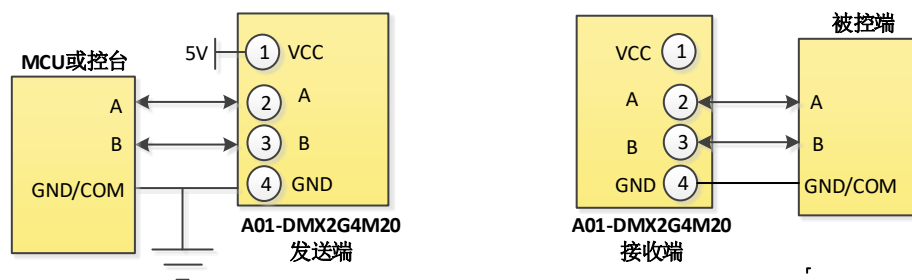 MCU或控台
A
B
GND/COM
5V
1 VCC
2 A
3 B
4 GND
A01-DMX2G4M20
发送端
VCC 1
A 2
B 3
GND 4
A01-DMX2G4M20
接收端
被控端
A
B
GND/COM